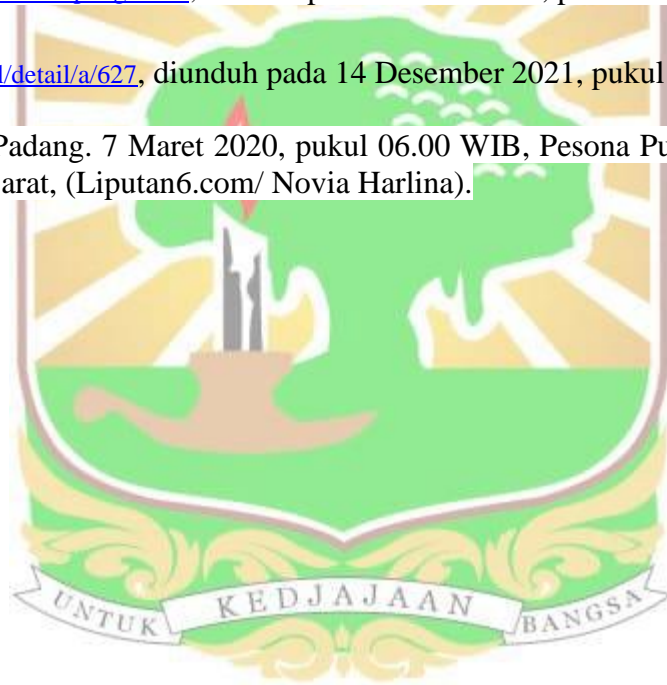 l/detail/a/627, diunduh pada 14 Desember 2021, pukul
Padang. 7 Maret 2020, pukul 06.00 WIB, Pesona Pu
arat, (Liputan6.com/ Novia Harlina).
UNTUK KEDJAJAAN BANGSA